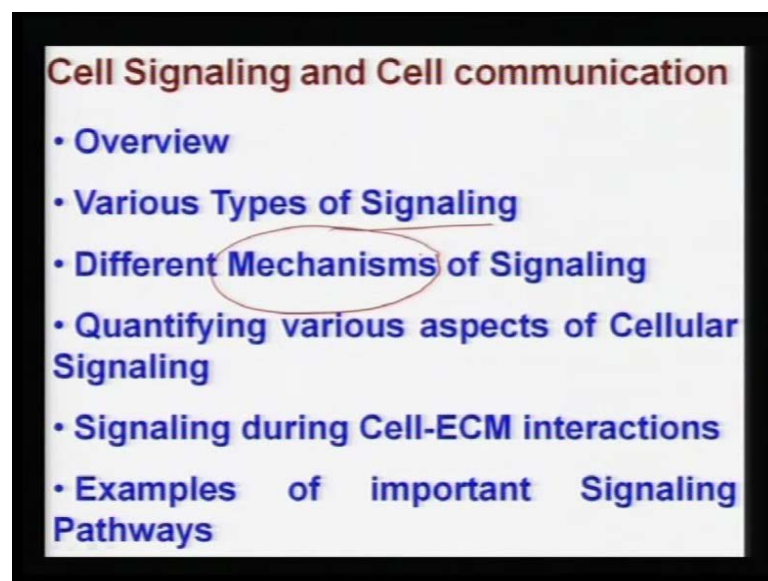 Cell Signaling and Cell communication
• Overview
• Various Types of Signaling
• Different Mechanisms of Signaling
• Quantifying various aspects of Cellular
Signaling
• Signaling during Cell-ECM interactions
• Examples of important Signaling
Pathways